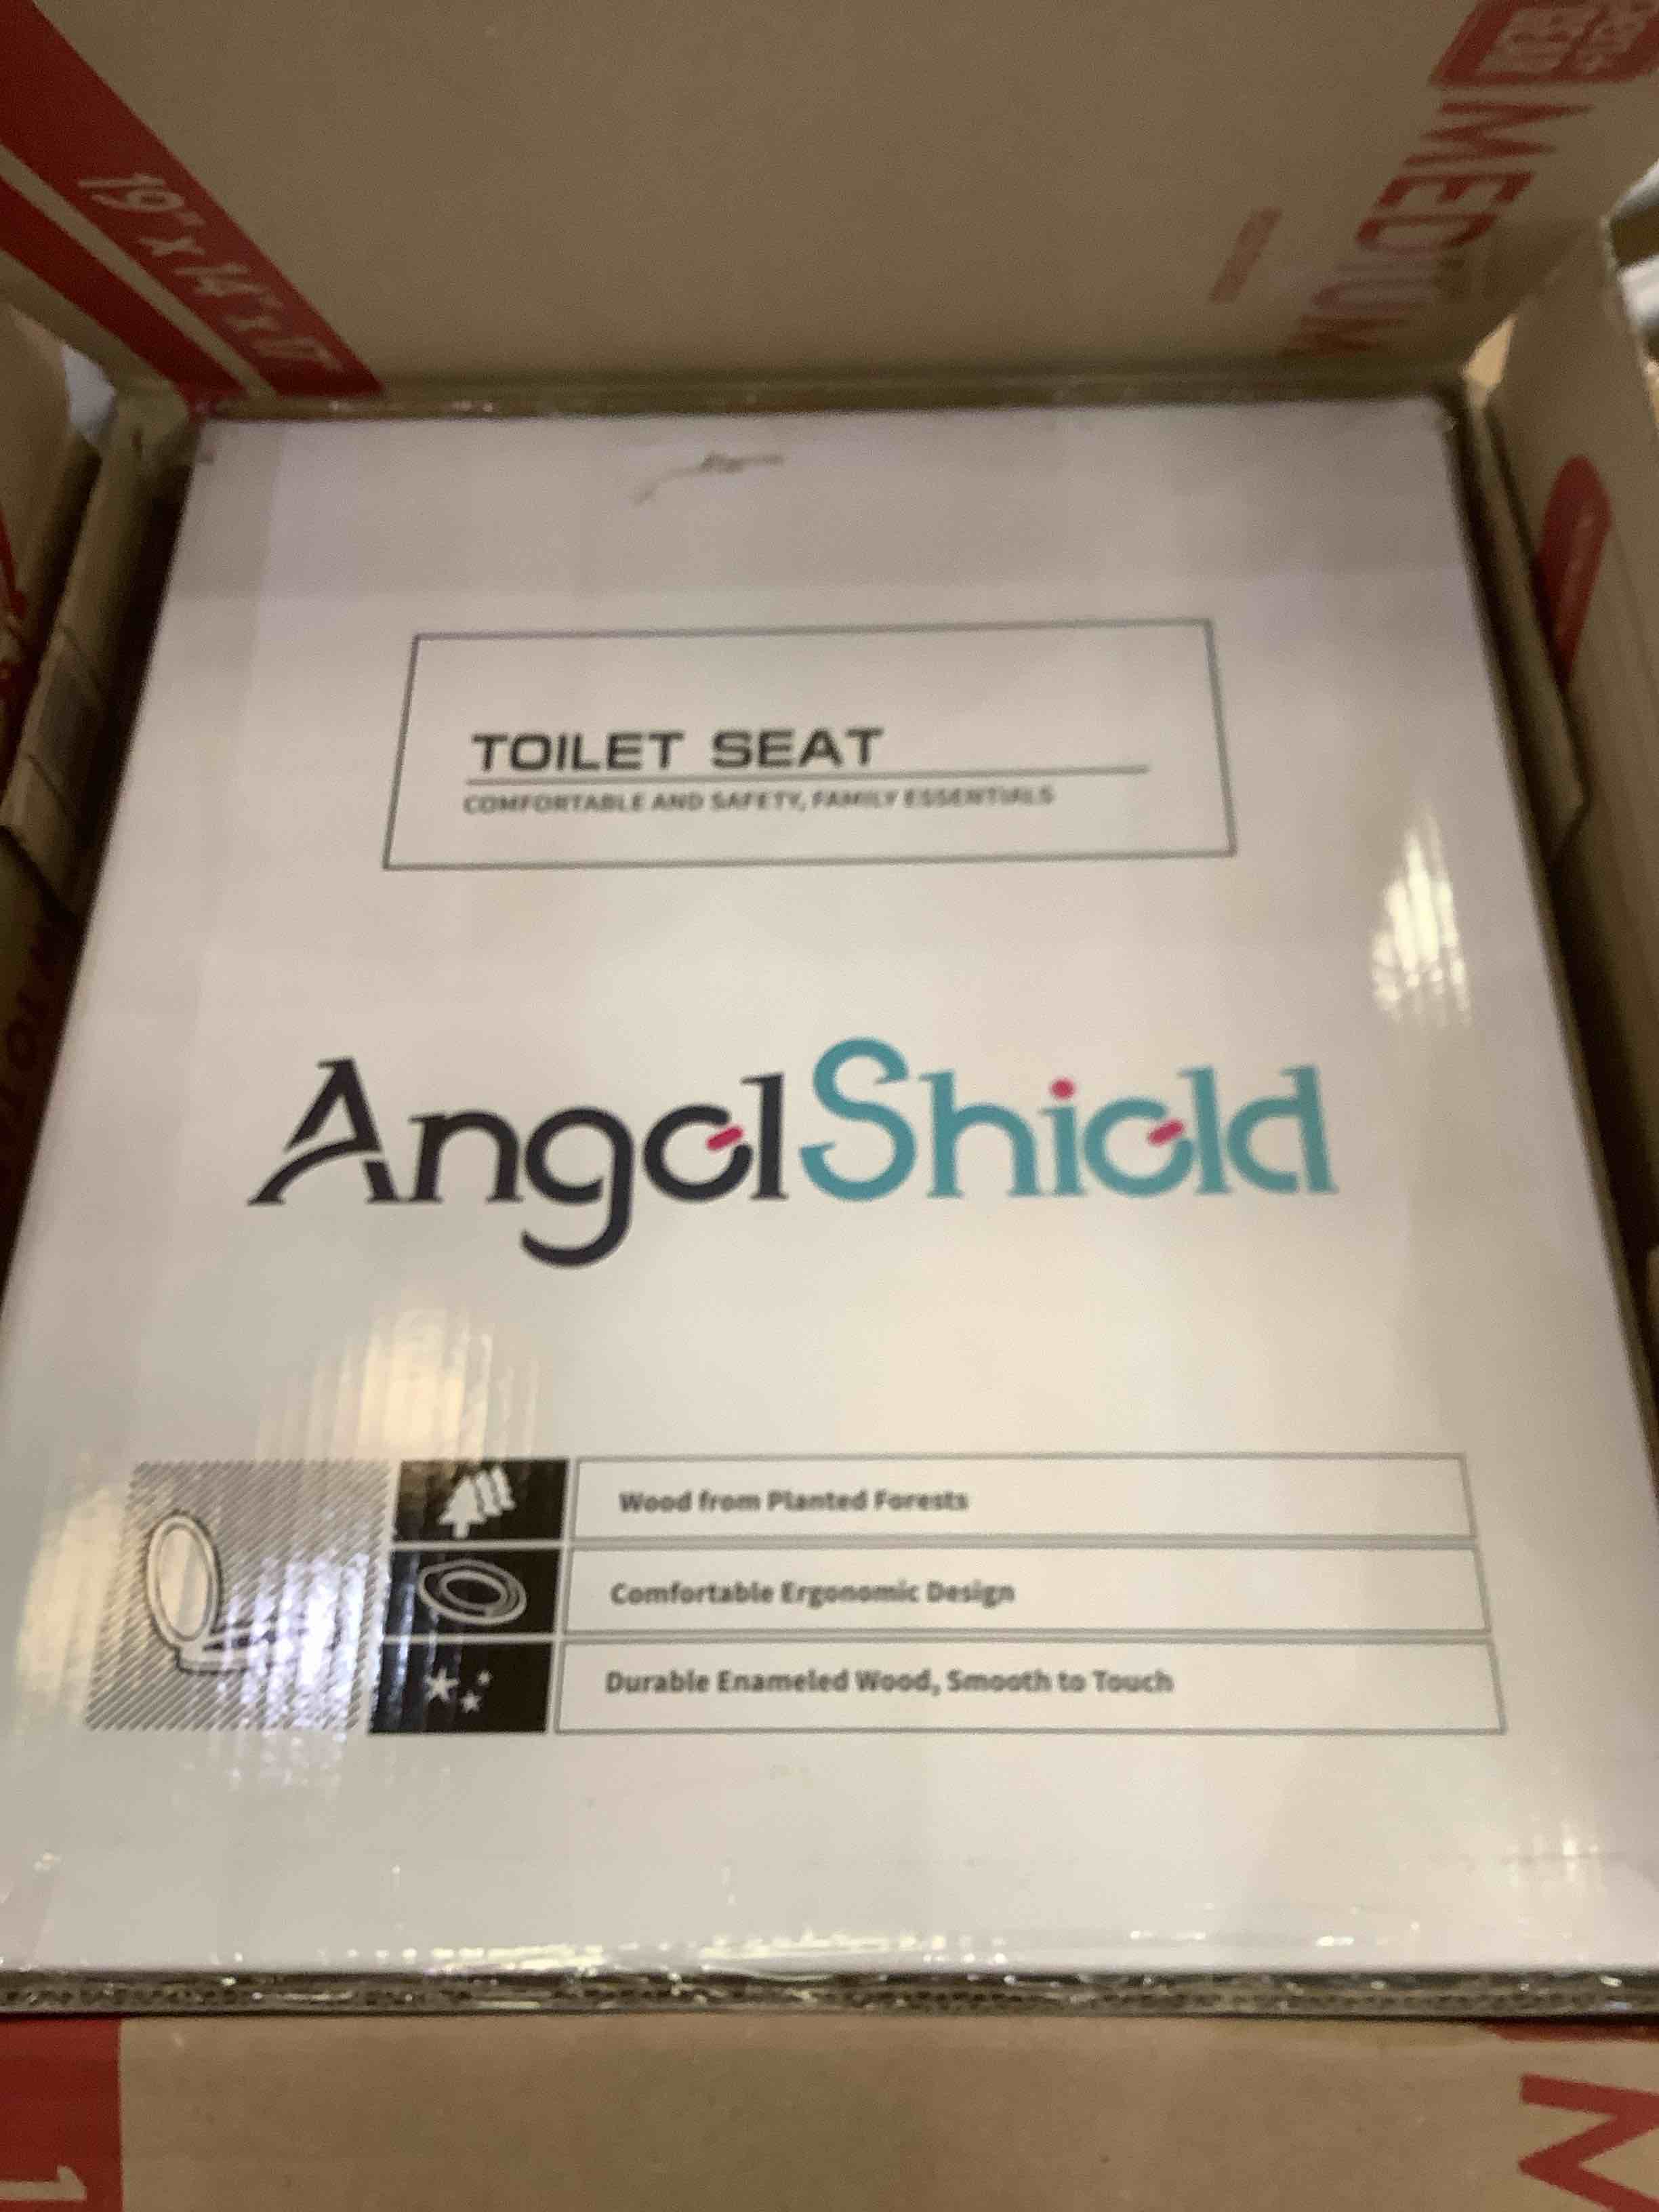 MEDIUM
19" x 14" x 17"
TOILET SEAT
COMFORTABLE AND SAFETY, FAMILY ESSENTIALS
AngelShield
Wood from Planted Forests
Comfortable Ergonomic Design
Durable Enameled Wood, Smooth to Touch